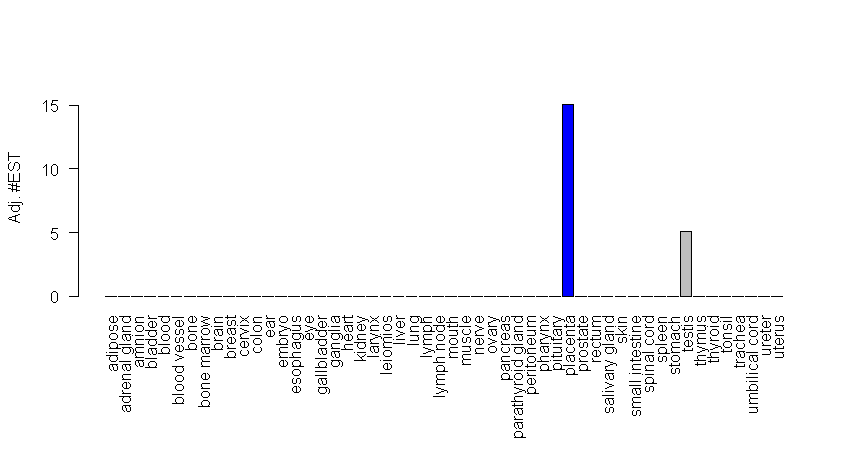 Adj. #EST
15
10
5
0
adipose
adrenal gland
amnion
bladder
blood
blood vessel
bone
bone marrow
brain
breast
cervix
colon
ear
embryo
esophagus
eye
gallbladder
ganglia
heart
kidney
larynx
leiomios
liver
lung
lymph
lymph node
mouth
muscle
nerve
ovary
pancreas
parathyroid gland
peritoneum
pharynx
pituitary
placenta
prostate
rectum
salivary gland
skin
small intestine
spinal cord
spleen
stomach
testis
thymus
thyroid
tonsil
trachea
umbilical cord
ureter
uterus